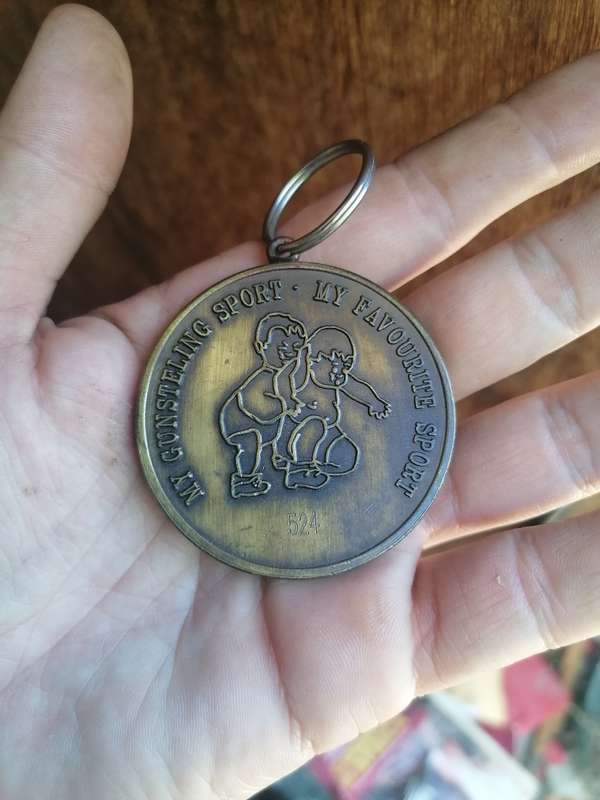 MY GUNSTELING SPORT · MY FAVOURITE SPORT
524